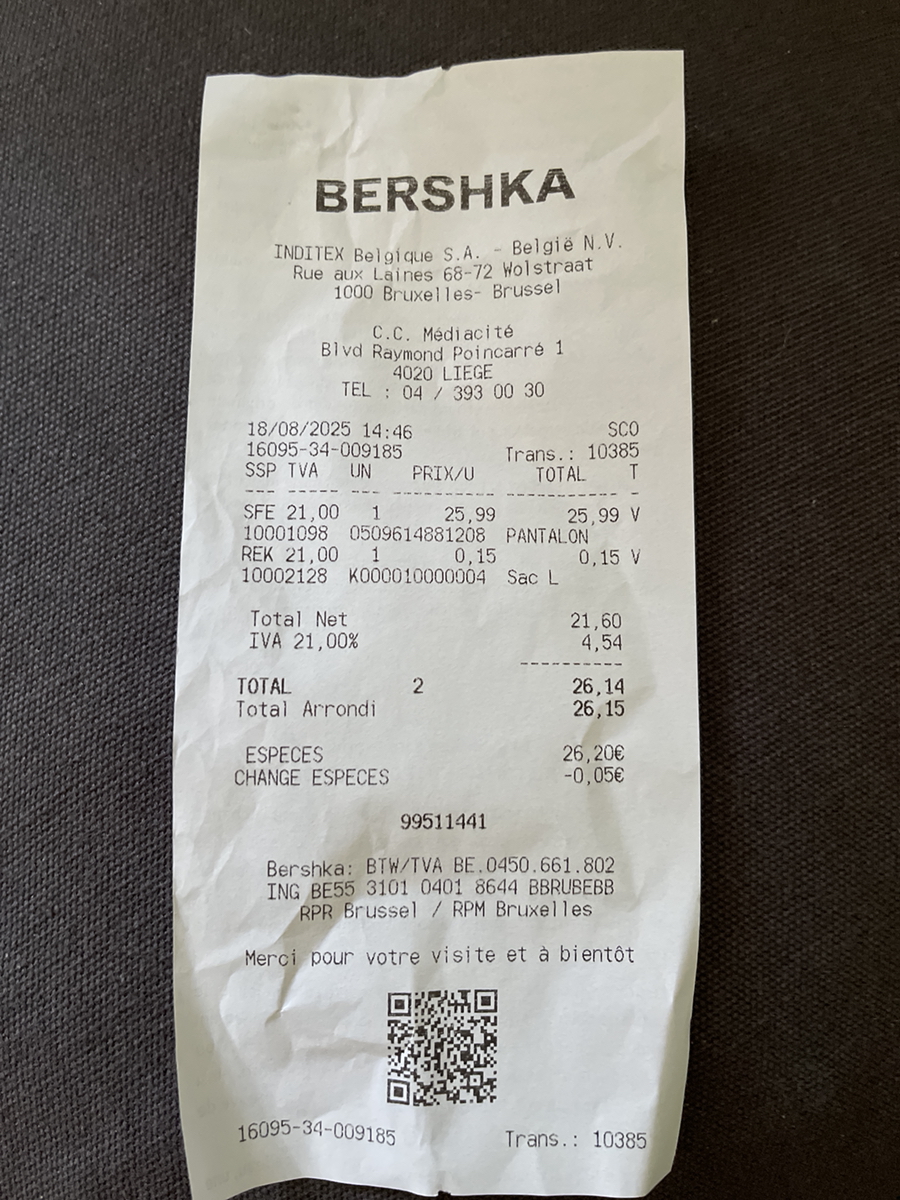 BERSHKA
INDITEX Belgique S.A. - België N.V.
Rue aux Laines 68-72 Wolstraat
1000 Bruxelles- Brussel
C.C. Médiacité
Blvd Raymond Poincarré 1
4020 LIEGE
TEL : 04 / 393 00 30
18/08/2025 14:46 SCO
16095-34-009185 Trans.: 10385
SSP TVA UN PRIX/U TOTAL T
--- ----- --- ---------- ----------- -
SFE 21,00 1 25,99 25,99 V
10001098 0509614881208 PANTALON
REK 21,00 1 0,15 0,15 V
10002128 K000010000004 Sac L
Total Net 21,60
IVA 21,00% 4,54
----------
TOTAL 2 26,14
Total Arrondi 26,15
ESPECES 26,20€
CHANGE ESPECES -0,05€
99511441
Bershka: BTW/TVA BE.0450.661.802
ING BE55 3101 0401 8644 BBRUBEBB
RPR Brussel / RPM Bruxelles
Merci pour votre visite et à bientôt
16095-34-009185 Trans.: 10385